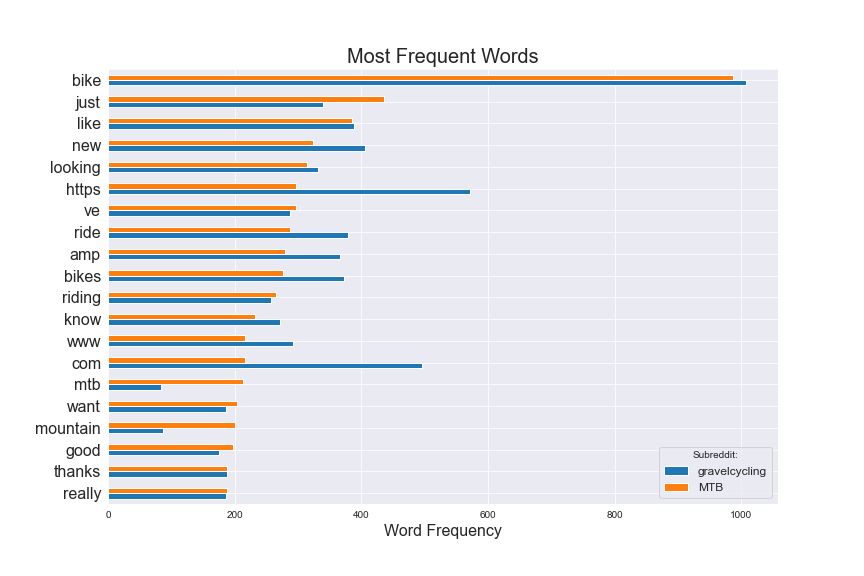 Most Frequent Words
bike
just
like
new
looking
https
ve
ride
amp
bikes
riding
know
www
com
mtb
want
mountain
good
thanks
really
Subreddit:
gravelcycling
MTB
0 200 400 600 800 1000
Word Frequency